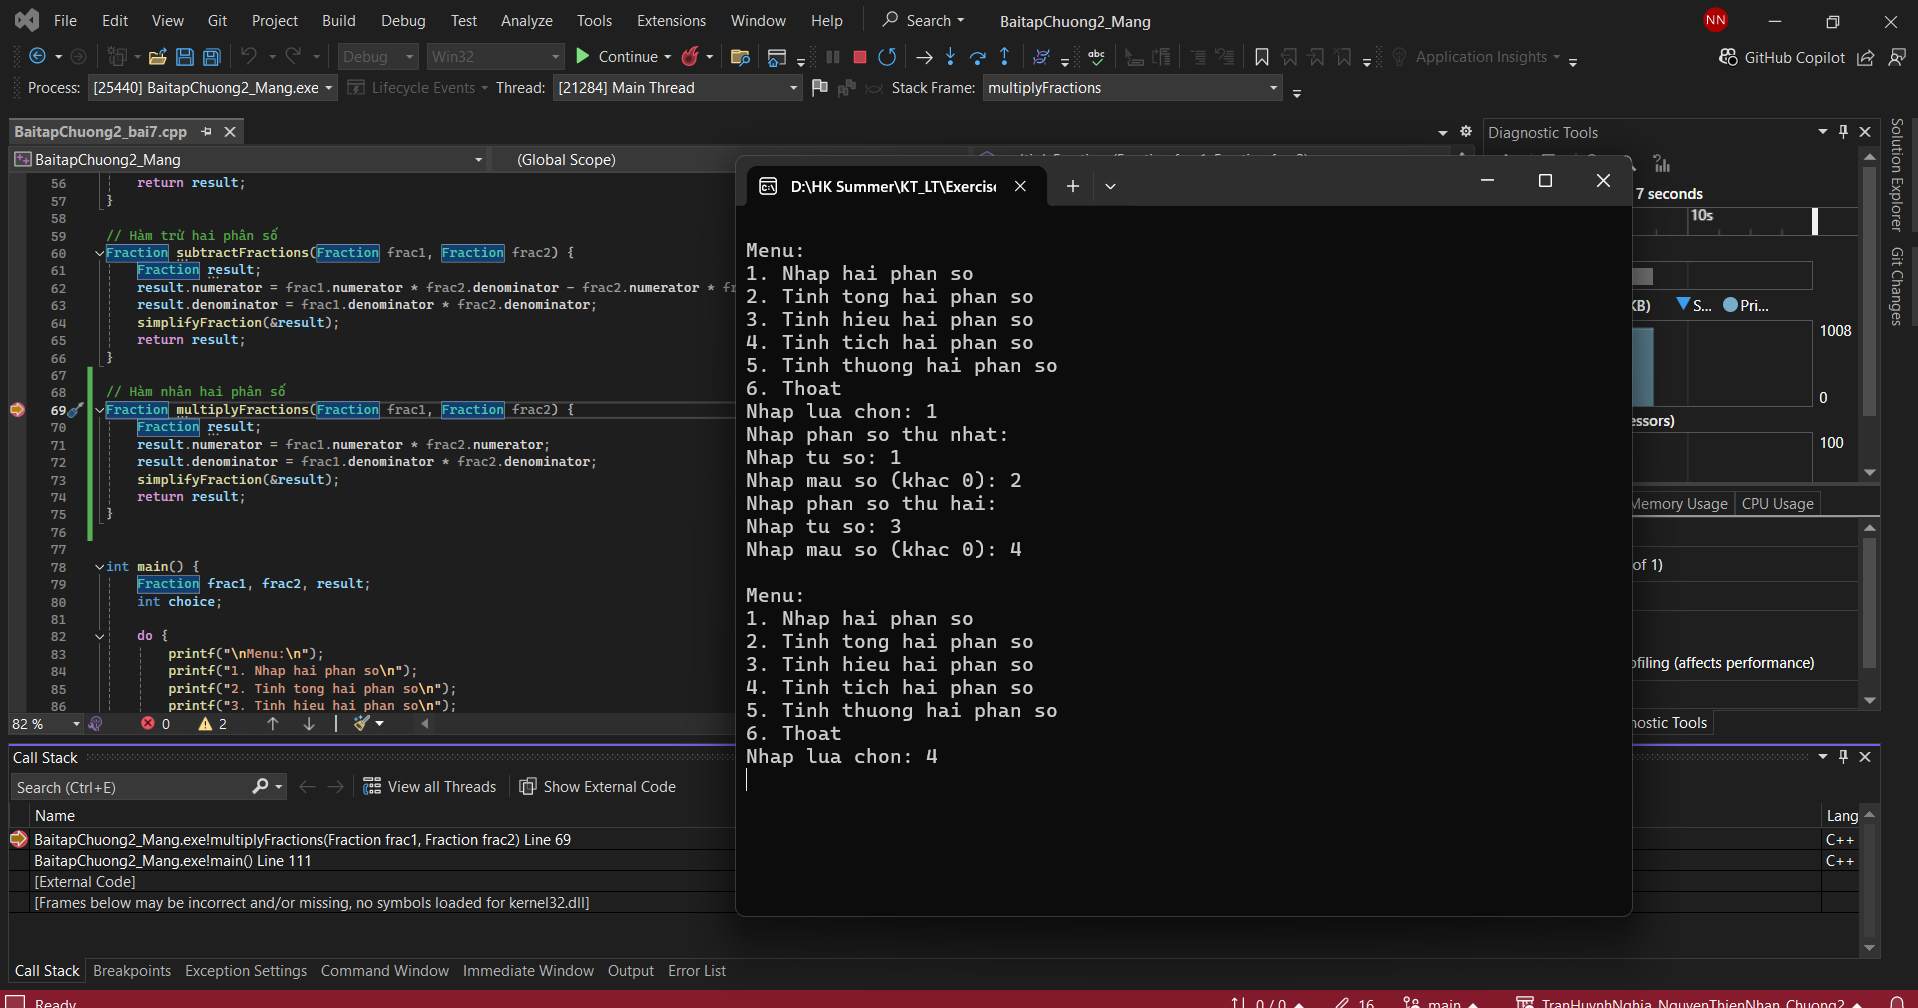 File Edit View Git Project Build Debug Test Analyze Tools Extensions Window Help Search BaitapChuong2_Mang NN
Debug Win32 Continue abc Application Insights GitHub Copilot
Process: [25440] BaitapChuong2_Mang.exe Lifecycle Events Thread: [21284] Main Thread Stack Frame: multiplyFractions
BaitapChuong2_bai7.cpp
BaitapChuong2_Mang (Global Scope)
56 return result;
57 }
58
59 // Hàm trừ hai phân số
60 Fraction subtractFractions(Fraction frac1, Fraction frac2) {
61 Fraction result;
62 result.numerator = frac1.numerator * frac2.denominator - frac2.numerator * fr
63 result.denominator = frac1.denominator * frac2.denominator;
64 simplifyFraction(&result);
65 return result;
66 }
67
68 // Hàm nhân hai phân số
69 Fraction multiplyFractions(Fraction frac1, Fraction frac2) {
70 Fraction result;
71 result.numerator = frac1.numerator * frac2.numerator;
72 result.denominator = frac1.denominator * frac2.denominator;
73 simplifyFraction(&result);
74 return result;
75 }
76
77
78 int main() {
79 Fraction frac1, frac2, result;
80 int choice;
81
82 do {
83 printf("\nMenu:\n");
84 printf("1. Nhap hai phan so\n");
85 printf("2. Tinh tong hai phan so\n");
86 printf("3. Tinh hieu hai phan so\n");
82 % 0 2
D:\HK Summer\KT_LT\Exercis
Menu:
1. Nhap hai phan so
2. Tinh tong hai phan so
3. Tinh hieu hai phan so
4. Tinh tich hai phan so
5. Tinh thuong hai phan so
6. Thoat
Nhap lua chon: 1
Nhap phan so thu nhat:
Nhap tu so: 1
Nhap mau so (khac 0): 2
Nhap phan so thu hai:
Nhap tu so: 3
Nhap mau so (khac 0): 4
Menu:
1. Nhap hai phan so
2. Tinh tong hai phan so
3. Tinh hieu hai phan so
4. Tinh tich hai phan so
5. Tinh thuong hai phan so
6. Thoat
Nhap lua chon: 4
Diagnostic Tools
7 seconds
10s
KB) S... Pri...
1008
0
essors)
100
Memory Usage CPU Usage
of 1)
ofiling (affects performance)
nostic Tools
Solution Explorer
Git Changes
Call Stack
Search (Ctrl+E) View all Threads Show External Code
Name Lang
BaitapChuong2_Mang.exe!multiplyFractions(Fraction frac1, Fraction frac2) Line 69 C++
BaitapChuong2_Mang.exe!main() Line 111 C++
[External Code]
[Frames below may be incorrect and/or missing, no symbols loaded for kernel32.dll]
Call Stack Breakpoints Exception Settings Command Window Immediate Window Output Error List
Ready 0 / 0 16 main TranHuynhNghia_NguyenThienNhan_Chuong2